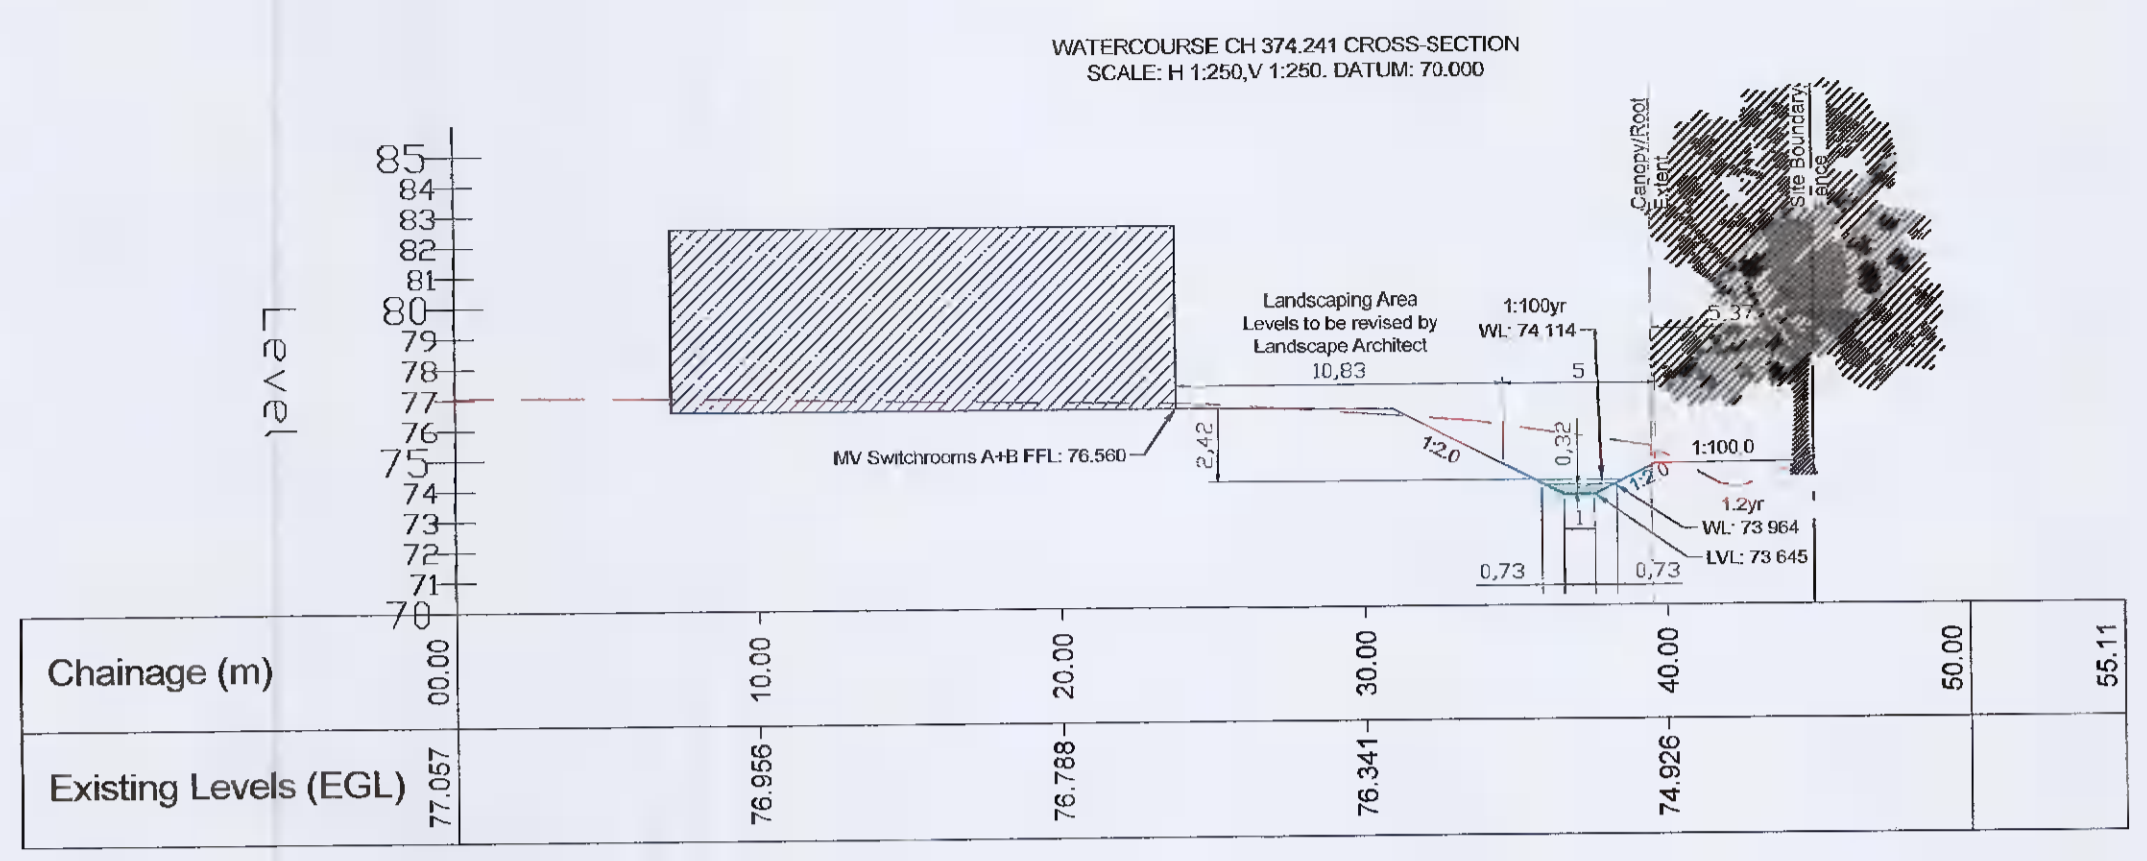 WATERCOURSE CH 374.241 CROSS-SECTION
SCALE: H 1:250,V 1:250. DATUM: 70.000
Canopy/Root
Extent
Site Boundary
ence
85
84
83
82
81
80
79
78
77
76
75
74
73
72
71
70
Level
Landscaping Area
Levels to be revised by
Landscape Architect
10,83
1:100yr
WL: 74 114
5
5.37
MV Switchrooms A+B FFL: 76.560
2,42
1:2.0
0,32
1:2.0
1:100.0
1.2yr
WL: 73 964
LVL: 73 645
1
0,73
0,73
Chainage (m)
00.00
10.00
20.00
30.00
40.00
50.00
55.11
Existing Levels (EGL)
77.057
76.956
76.788
76.341
74.926